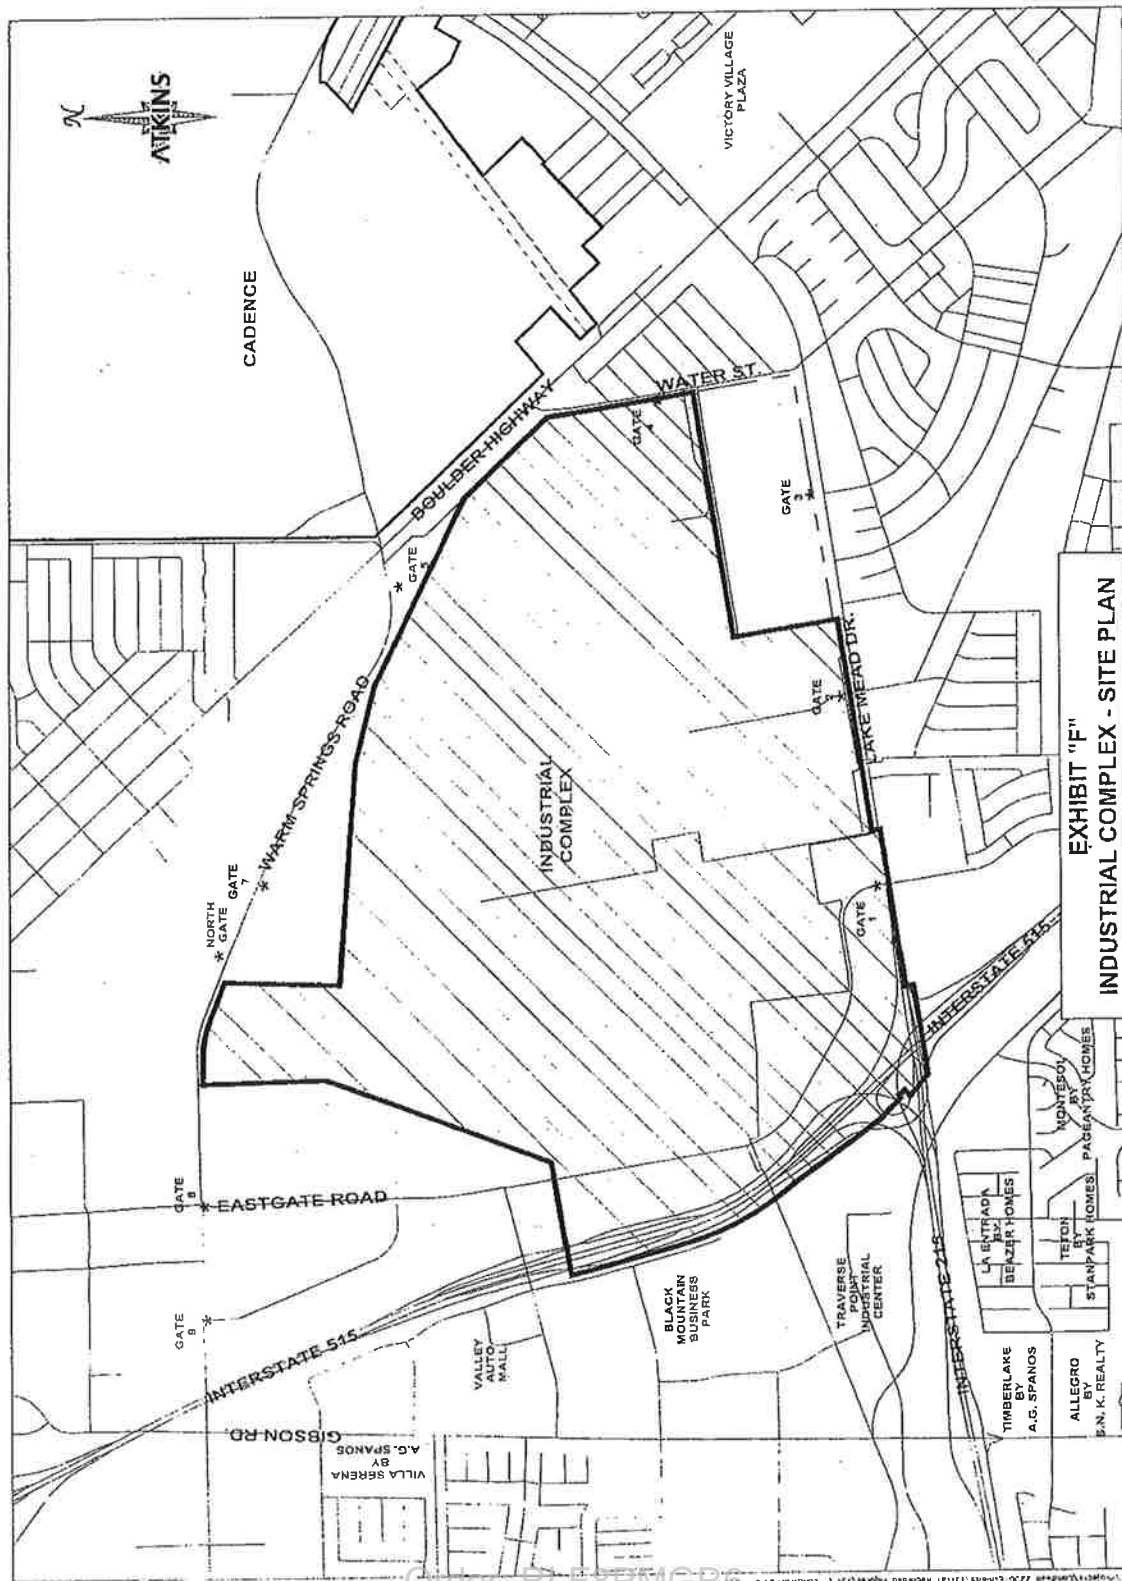 N
ATKINS
CADENCE
VICTORY VILLAGE
PLAZA
BOULDER HIGHWAY
WATER ST.
GATE
4
GATE
3
GATE
5
WARM SPRINGS ROAD
GATE
2
LAKE MEAD DR.
INDUSTRIAL
COMPLEX
GATE
7
NORTH
GATE
GATE
1
INTERSTATE 515
GATE
8
EASTGATE ROAD
GATE
9
INTERSTATE 515
GIBSON RD.
VILLA SERENA
BY
A.G. SPANOS
VALLEY
AUTO
MALL
BLACK
MOUNTAIN
BUSINESS
PARK
TRAVERSE
POINT
INDUSTRIAL
CENTER
INTERSTATE 215
LA ENTRADA
BY
BEAZER HOMES
MONTESOL
BY
PAGEANTRY HOMES
TETON
BY
STANPARK HOMES
TIMBERLAKE
BY
A.G. SPANOS
ALLEGRO
BY
S.N.K. REALTY
EXHIBIT "F"
INDUSTRIAL COMPLEX - SITE PLAN